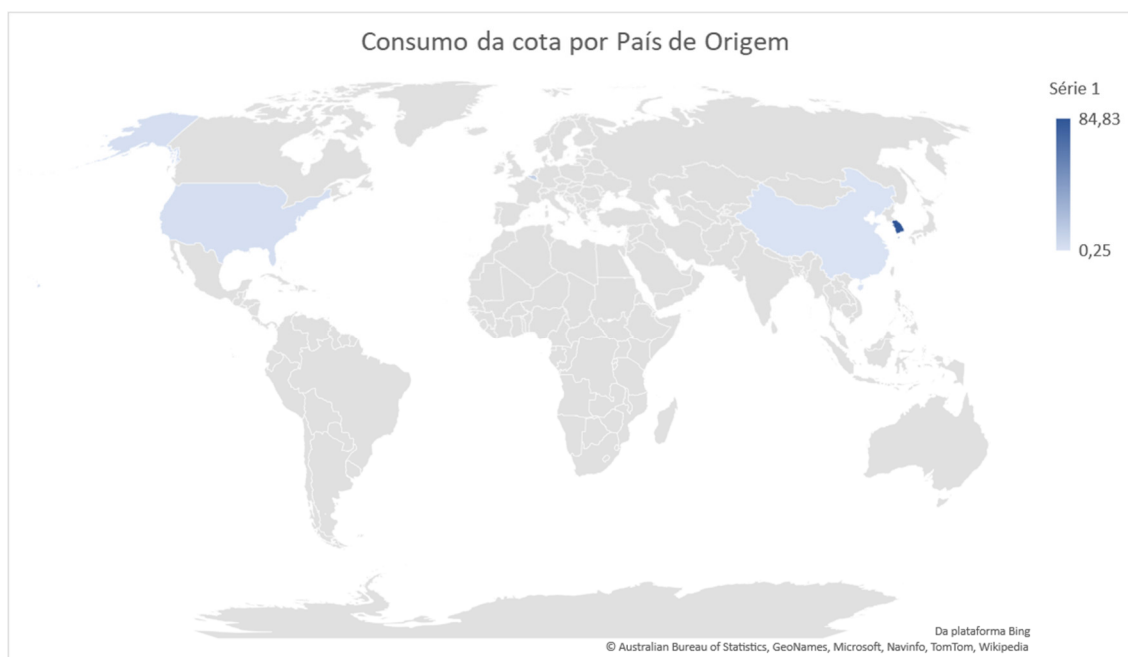 Consumo da cota por País de Origem
Série 1
84,83
0,25
Da plataforma Bing
© Australian Bureau of Statistics, GeoNames, Microsoft, Navinfo, TomTom, Wikipedia